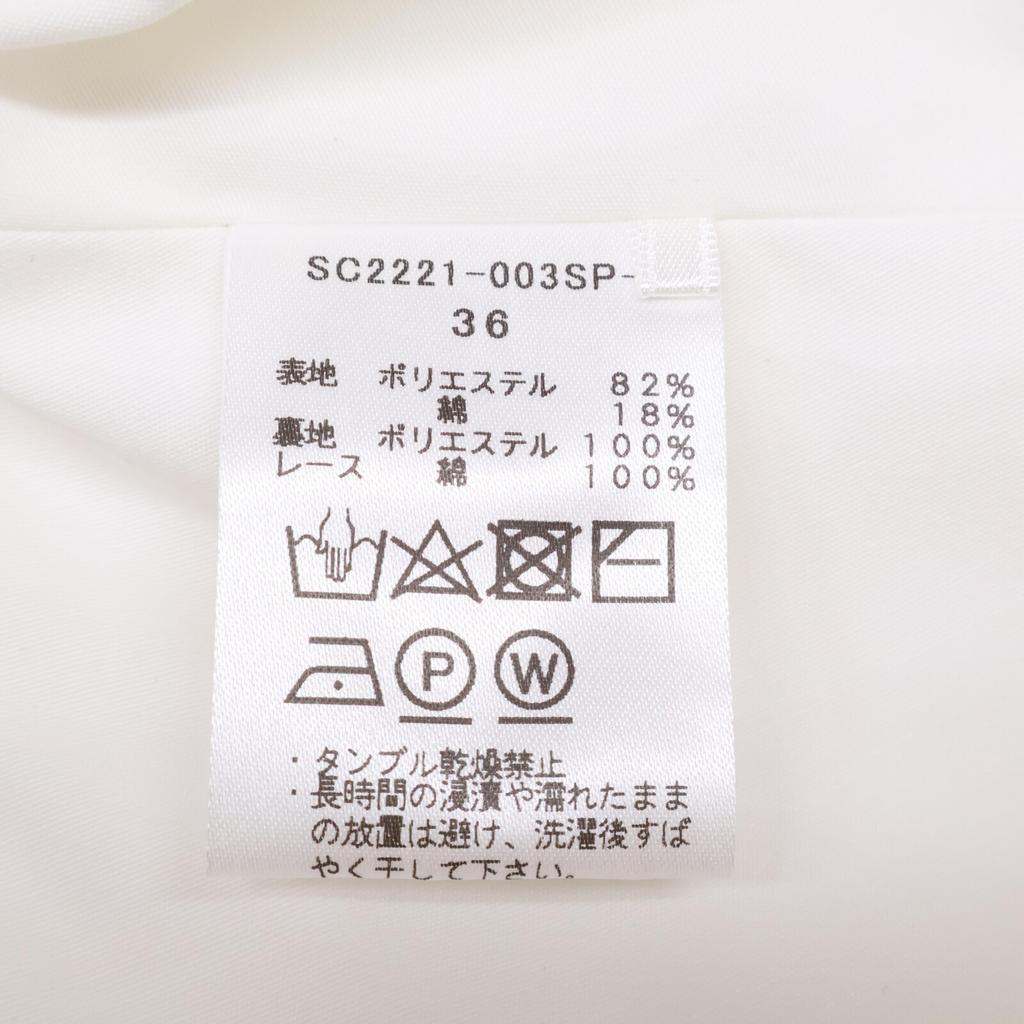 SC2221-003SP-
36
表地 ポリエステル 82%
綿 18%
裏地 ポリエステル 100%
レース 綿 100%
P W
・タンブル乾燥禁止
・長時間の浸漬や濡れたまま
の放置は避け、洗濯後すば
やく干して下さい。